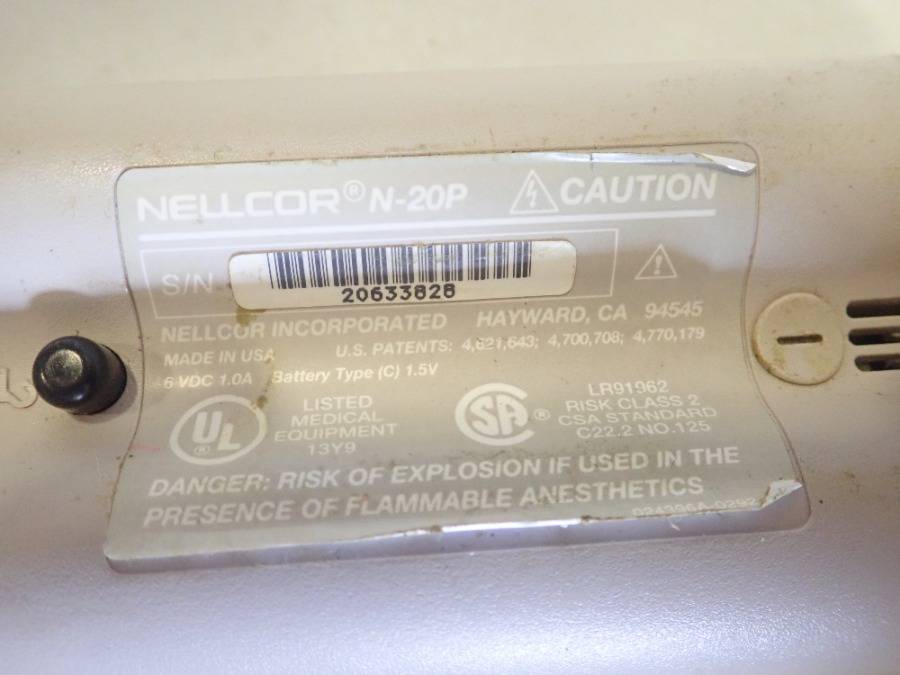 NELLCOR® N-20P ⚠ CAUTION
S/N
20633828
NELLCOR INCORPORATED HAYWARD, CA 94545
MADE IN USA U.S. PATENTS: 4,621,643; 4,700,708; 4,770,179
6 VDC 1.0A Battery Type (C) 1.5V
UL ®
LISTED
MEDICAL
EQUIPMENT
13Y9
SA ®
LR91962
RISK CLASS 2
CSA STANDARD
C22.2 NO.125
DANGER: RISK OF EXPLOSION IF USED IN THE
PRESENCE OF FLAMMABLE ANESTHETICS